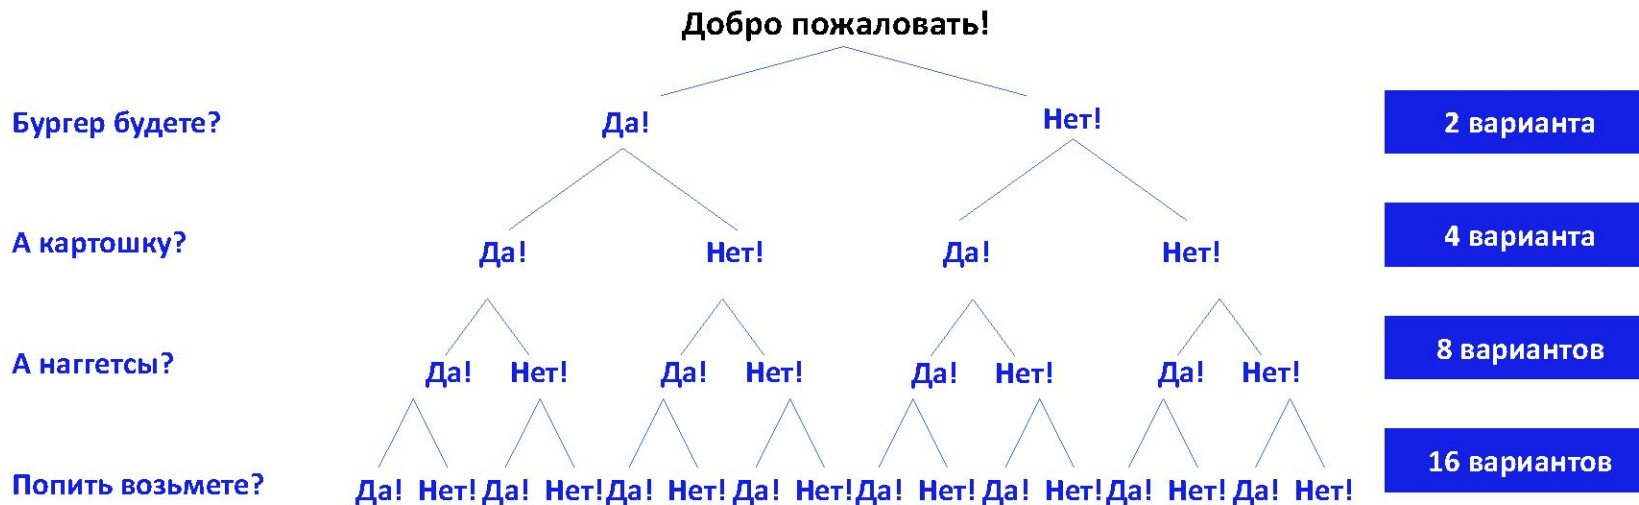 Добро пожаловать!
Бургер будете? Да! Нет! 2 варианта
А картошку? Да! Нет! Да! Нет! 4 варианта
А наггетсы? Да! Нет! Да! Нет! Да! Нет! Да! Нет! 8 вариантов
Попить возьмете? Да! Нет! Да! Нет! Да! Нет! Да! Нет! Да! Нет! Да! Нет! Да! Нет! Да! Нет! 16 вариантов